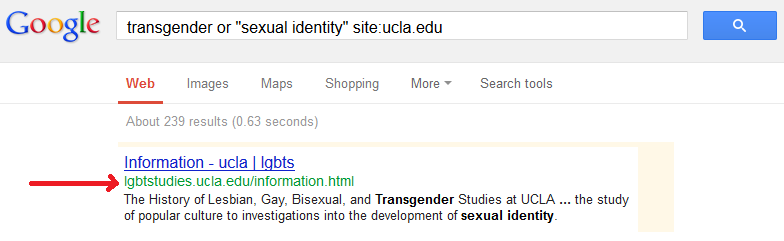 Google transgender or "sexual identity" site:ucla.edu
Web Images Maps Shopping More Search tools
About 239 results (0.63 seconds)
Information - ucla | lgbts
lgbtstudies.ucla.edu/information.html
The History of Lesbian, Gay, Bisexual, and Transgender Studies at UCLA ... the study
of popular culture to investigations into the development of sexual identity.